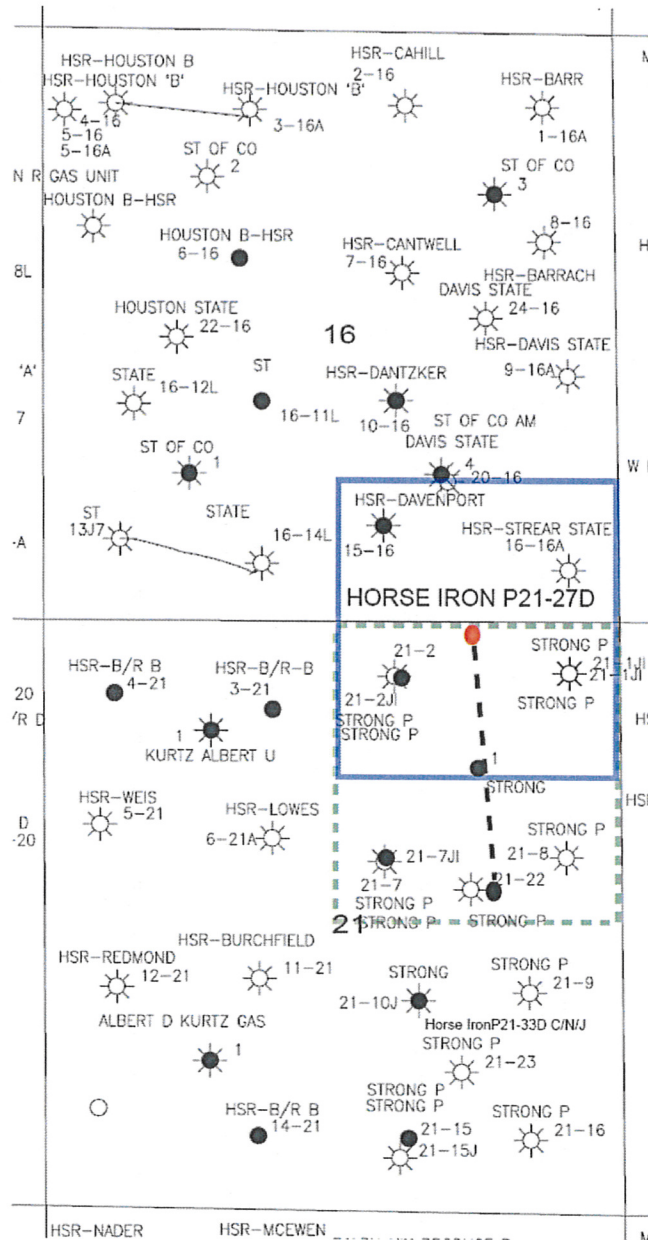 HSR-HOUSTON B
HSR-HOUSTON 'B'
4-16
5-16
5-16A
HSR-HOUSTON 'B'
3-16A
HSR-CAHILL
2-16
HSR-BARR
1-16A
ST OF CO
2
N R GAS UNIT
HOUSTON B-HSR
ST OF CO
3
HOUSTON B-HSR
6-16
8L
HSR-CANTWELL
7-16
8-16
HSR-BARRACH
DAVIS STATE
24-16
HOUSTON STATE
22-16
16
HSR-DAVIS STATE
9-16A
'A'
7
STATE
16-12L
ST
16-11L
HSR-DANTZKER
10-16
ST OF CO AM
DAVIS STATE
4
20-16
ST OF CO
1
W
ST
13J7
STATE
16-14L
-A
HSR-DAVENPORT
15-16
HSR-STREAR STATE
16-16A
HORSE IRON P21-27D
20
/R D
HSR-B/R B
4-21
HSR-B/R-B
3-21
1
KURTZ ALBERT U
21-2
21-2JI
STRONG P
STRONG P
STRONG P
21-1JI
21-1JI
STRONG P
1
STRONG
D
-20
HSR-WEIS
5-21
HSR-LOWES
6-21A
21-7JI
21-7
STRONG P
STRONG P
STRONG P
21-8
21-22
STRONG P
21
HSR-REDMOND
12-21
HSR-BURCHFIELD
11-21
STRONG
21-10J
STRONG P
21-9
Horse IronP21-33D C/N/J
STRONG P
21-23
ALBERT D KURTZ GAS
1
HSR-B/R B
14-21
STRONG P
STRONG P
21-15
21-15J
STRONG P
21-16
HSR-NADER
HSR-MCEWEN